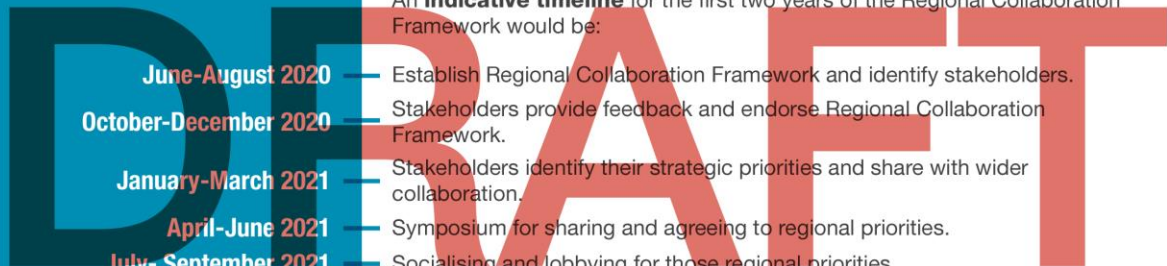 An indicative timeline for the first two years of the Regional Collaboration
Framework would be:
June-August 2020 Establish Regional Collaboration Framework and identify stakeholders.
October-December 2020 Stakeholders provide feedback and endorse Regional Collaboration
Framework.
January-March 2021 Stakeholders identify their strategic priorities and share with wider
collaboration.
April-June 2021 Symposium for sharing and agreeing to regional priorities.
July- September 2021 Socialising and lobbying for those regional priorities
DRAFT